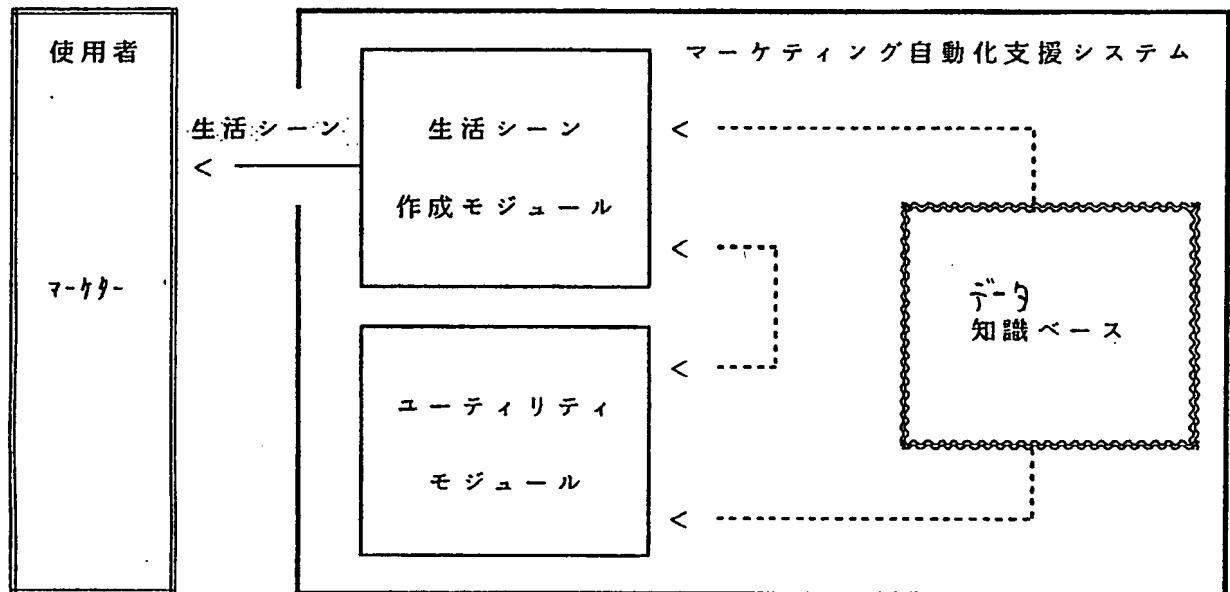 使用者
マーケティング自動化支援システム
生活シーン
生活シーン
作成モジュール
マーケター
データ
知識ベース
ユーティリティ
モジュール